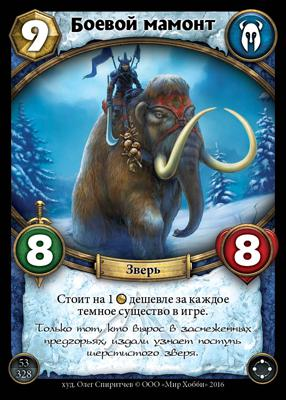 9
Боевой мамонт
8
8
Зверь
Стоит на 1 дешевле за каждое
темное существо в игре.
Только тот, кто вырос в заснеженных
предгорьях, издали узнает поступь
шерстистого зверя.
53
328
худ. Олег Спиритчев © ООО «Мир Хобби» 2016